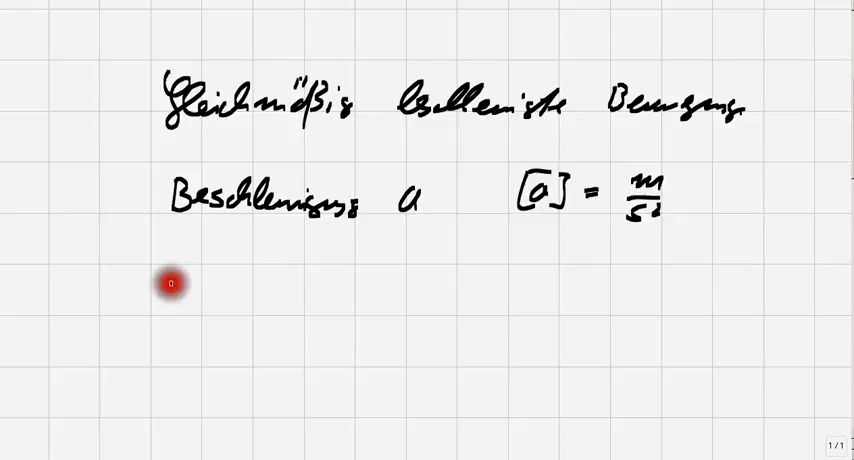 Gleichmäßig beschleunigte Bewegung
Beschleunigung a [a] = m/s²
1/1